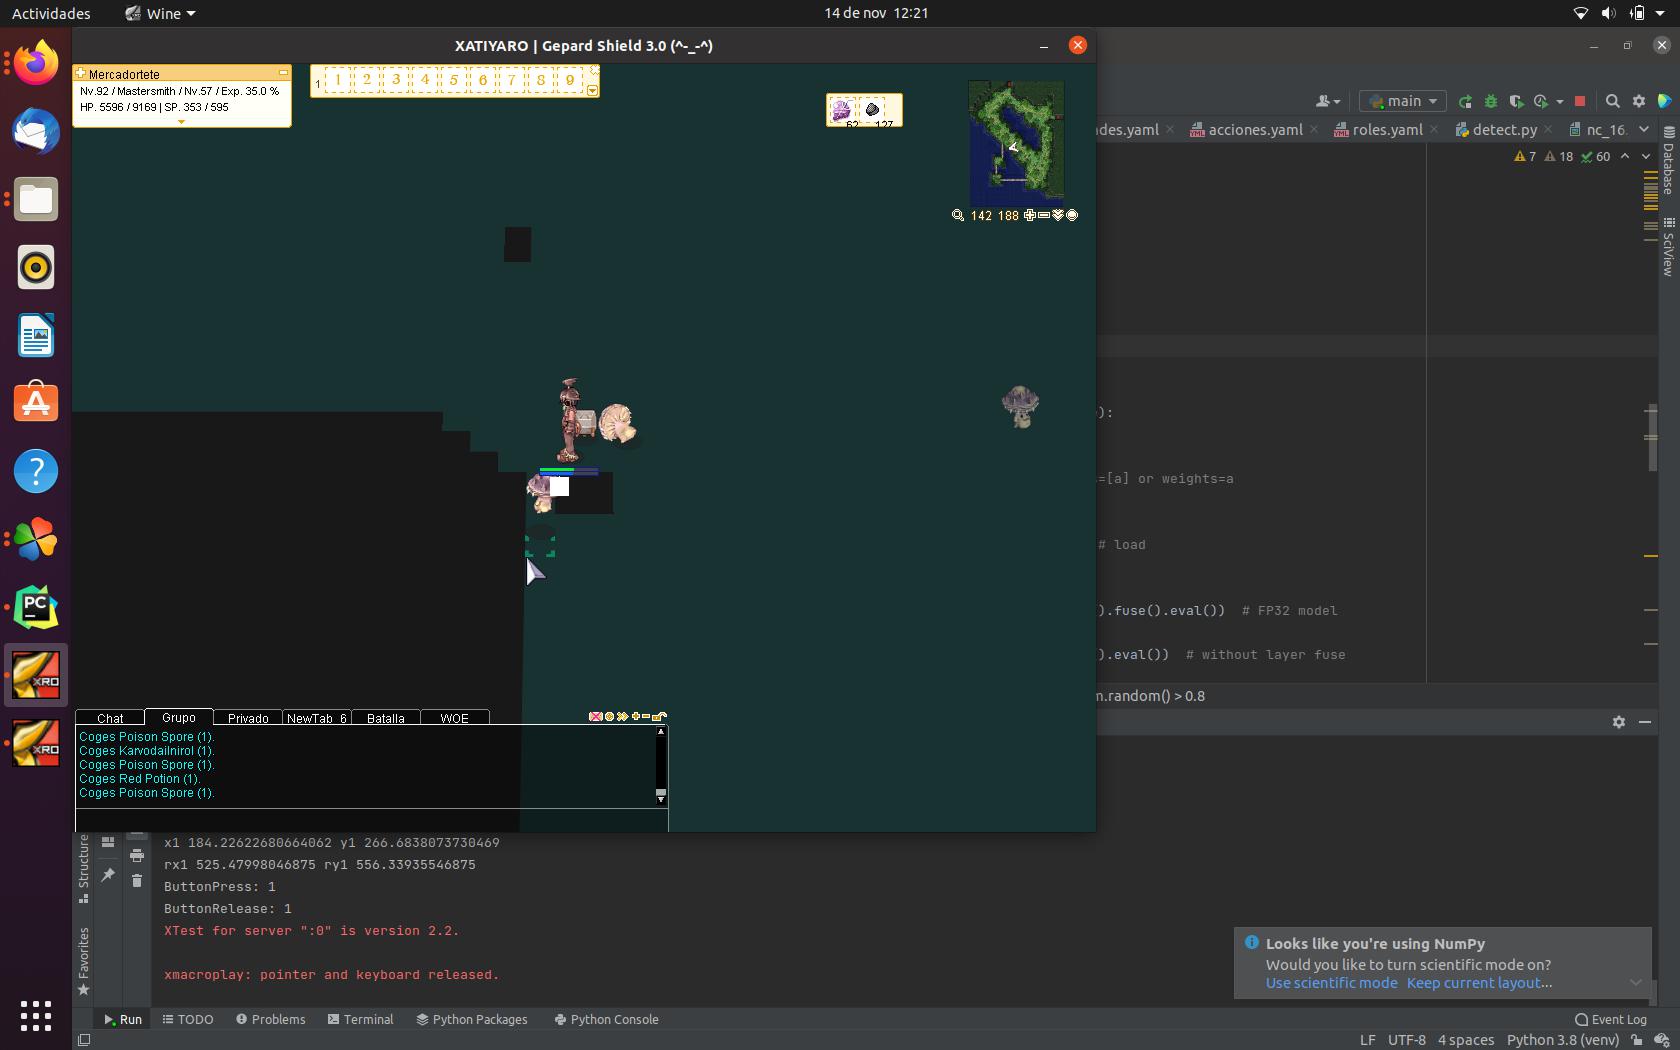 Actividades
Wine
14 de nov 12:21
XATIYARO | Gepard Shield 3.0 (^-_-^)
Mercadortete
Nv.92 / Mastersmith / Nv.57 / Exp. 35.0 %
HP. 5596 / 9169 | SP. 353 / 595
1 1 2 3 4 5 6 7 8 9
62 127
142 188
main
des.yaml
acciones.yaml
roles.yaml
detect.py
nc_16.
7 18 60
Database
SciView
):
=[a] or weights=a
# load
).fuse().eval()) # FP32 model
).eval()) # without layer fuse
m.random() > 0.8
Chat Grupo Privado NewTab_6 Batalla WOE
Coges Poison Spore (1).
Coges Karvodailnirol (1).
Coges Poison Spore (1).
Coges Red Potion (1).
Coges Poison Spore (1).
PC
XRO
XRO
Structure
Favorites
x1 184.22622680664062 y1 266.6838073730469
rx1 525.47998046875 ry1 556.33935546875
ButtonPress: 1
ButtonRelease: 1
XTest for server ":0" is version 2.2.
xmacroplay: pointer and keyboard released.
Looks like you're using NumPy
Would you like to turn scientific mode on?
Use scientific mode Keep current layout...
Run TODO Problems Terminal Python Packages Python Console
Event Log
LF UTF-8 4 spaces Python 3.8 (venv)